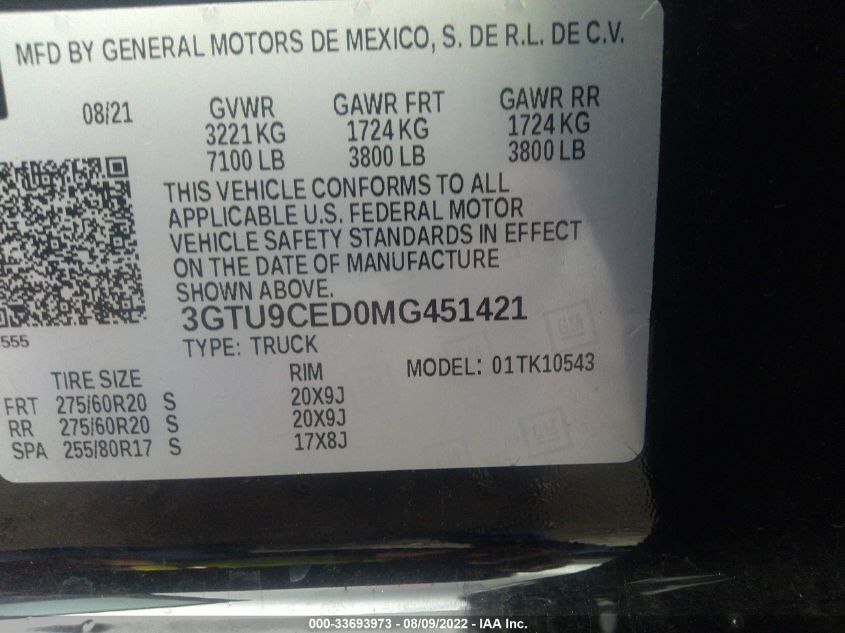 MFD BY GENERAL MOTORS DE MEXICO, S. DE R.L. DE C.V.
08/21 GVWR GAWR FRT GAWR RR
3221 KG 1724 KG 1724 KG
7100 LB 3800 LB 3800 LB
THIS VEHICLE CONFORMS TO ALL
APPLICABLE U.S. FEDERAL MOTOR
VEHICLE SAFETY STANDARDS IN EFFECT
ON THE DATE OF MANUFACTURE
SHOWN ABOVE.
3GTU9CED0MG451421
555
TYPE: TRUCK
MODEL: 01TK10543
TIRE SIZE RIM
FRT 275/60R20 S 20X9J
RR 275/60R20 S 20X9J
SPA 255/80R17 S 17X8J
GM
GM
000-33693973 - 08/09/2022 - IAA Inc.